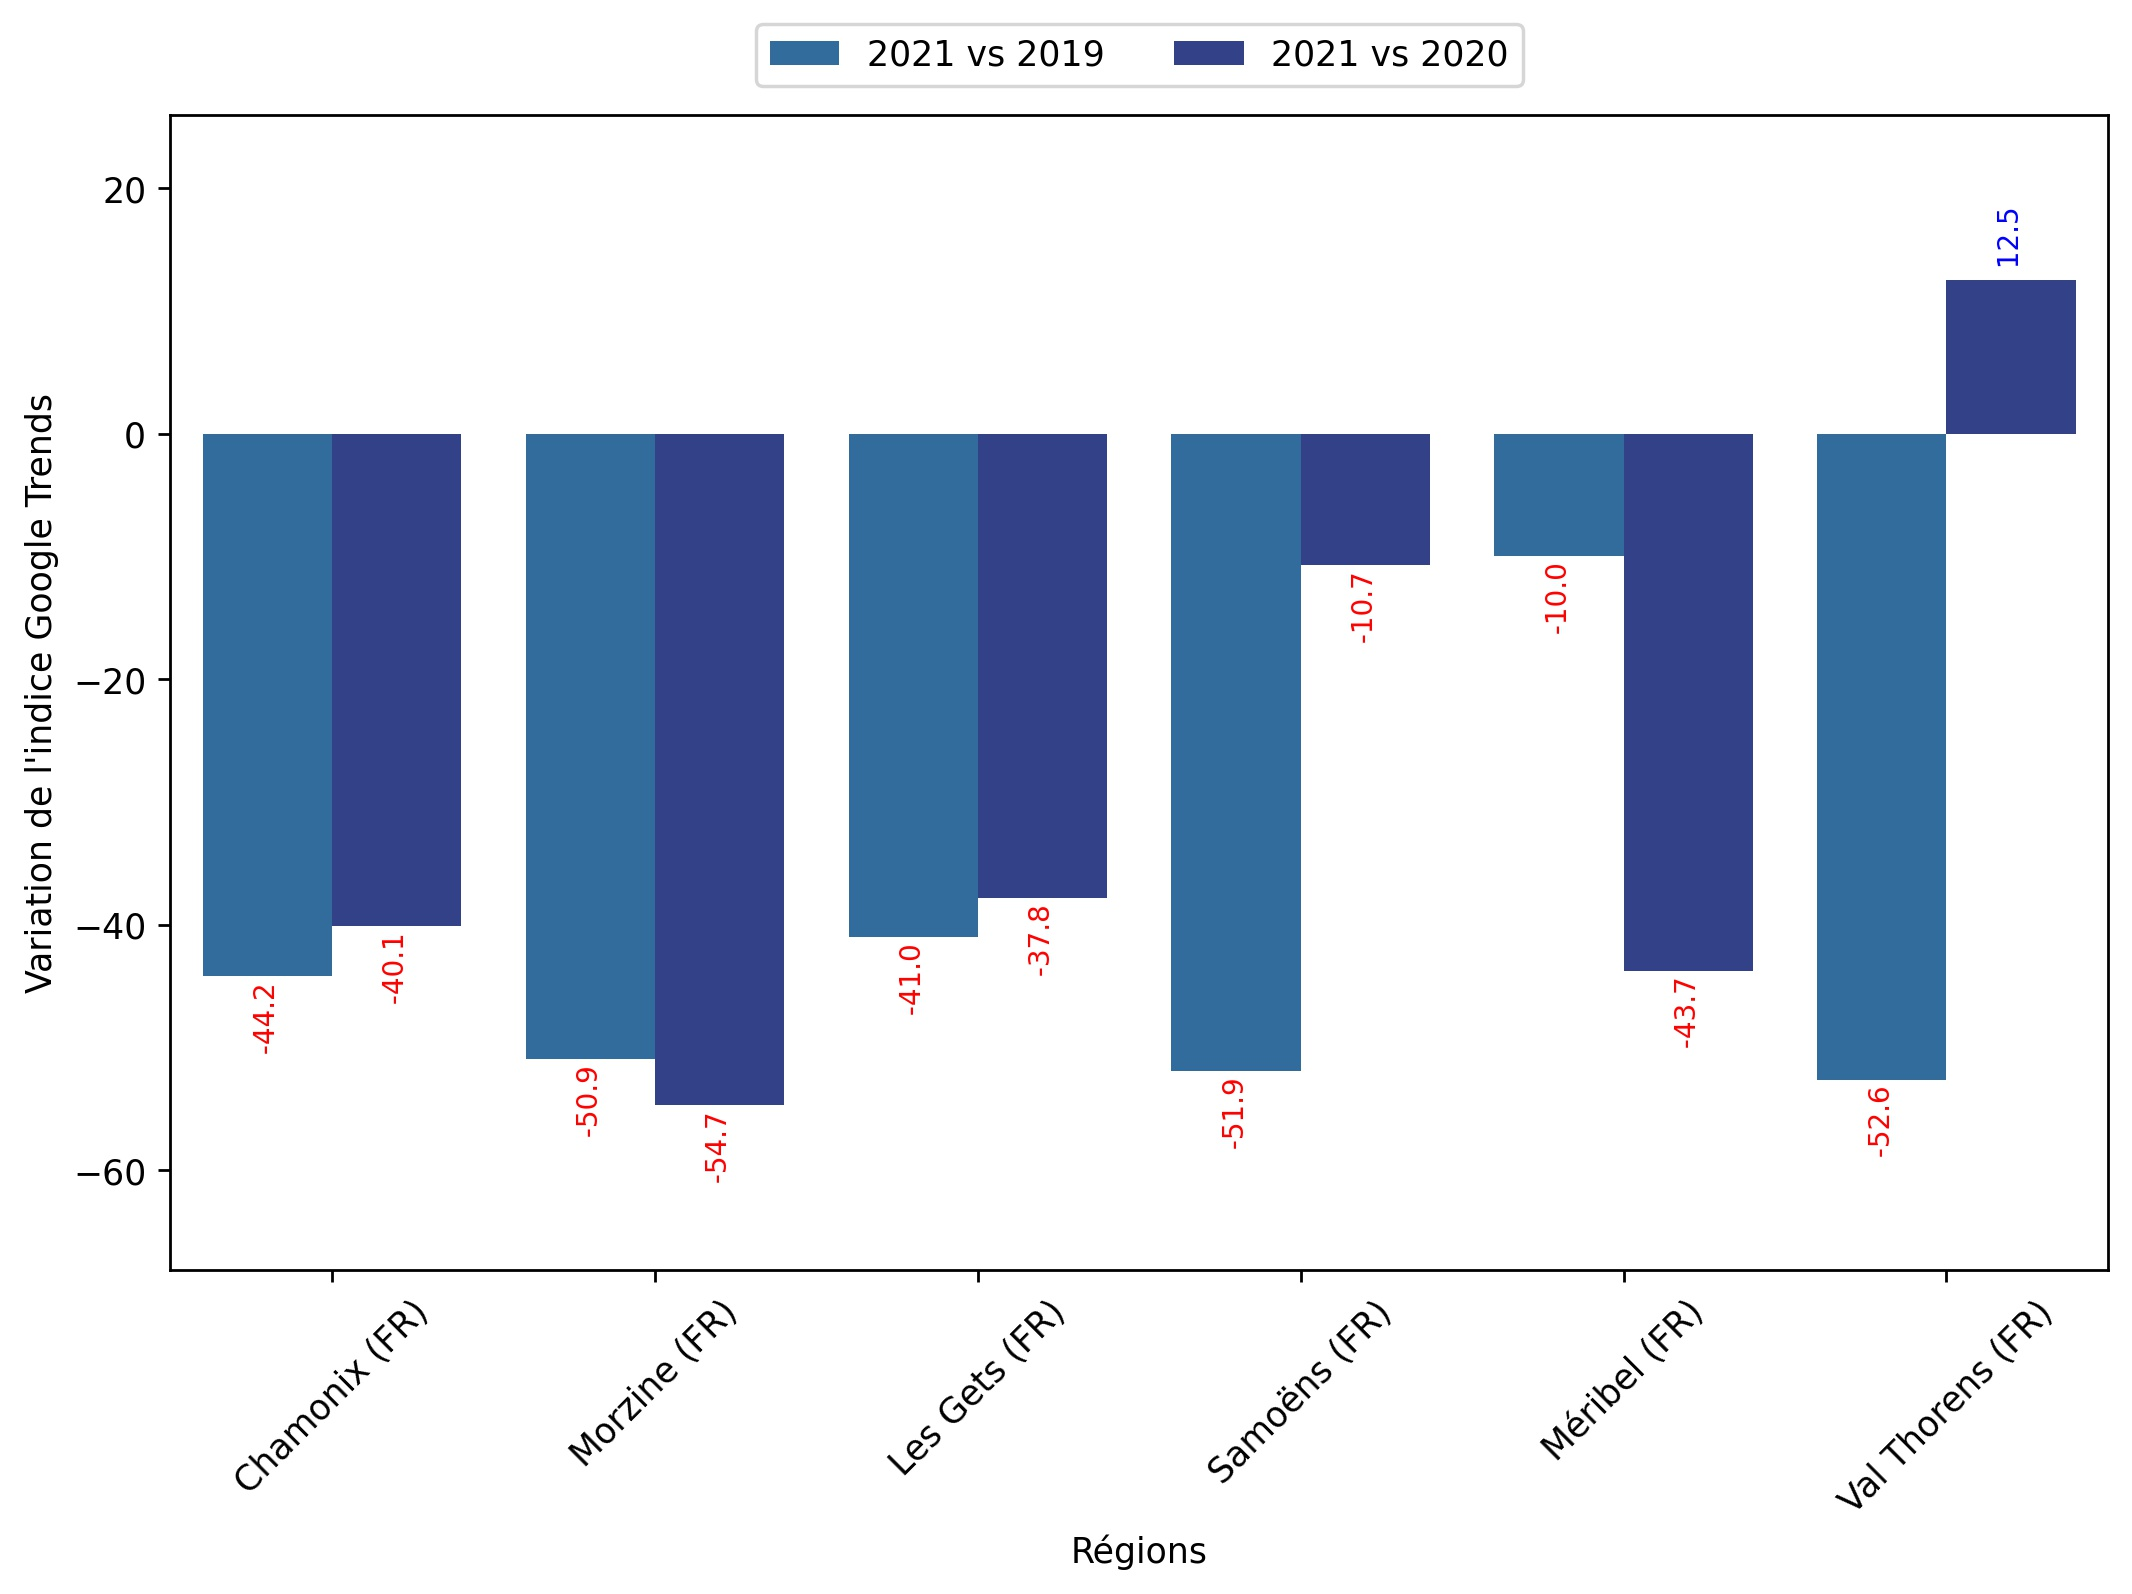 2021 vs 2019
2021 vs 2020
Variation de l'indice Google Trends
20
0
−20
−40
−60
-44.2
-40.1
-50.9
-54.7
-41.0
-37.8
-51.9
-10.7
-10.0
-43.7
-52.6
12.5
Chamonix (FR)
Morzine (FR)
Les Gets (FR)
Samoëns (FR)
Méribel (FR)
Val Thorens (FR)
Régions